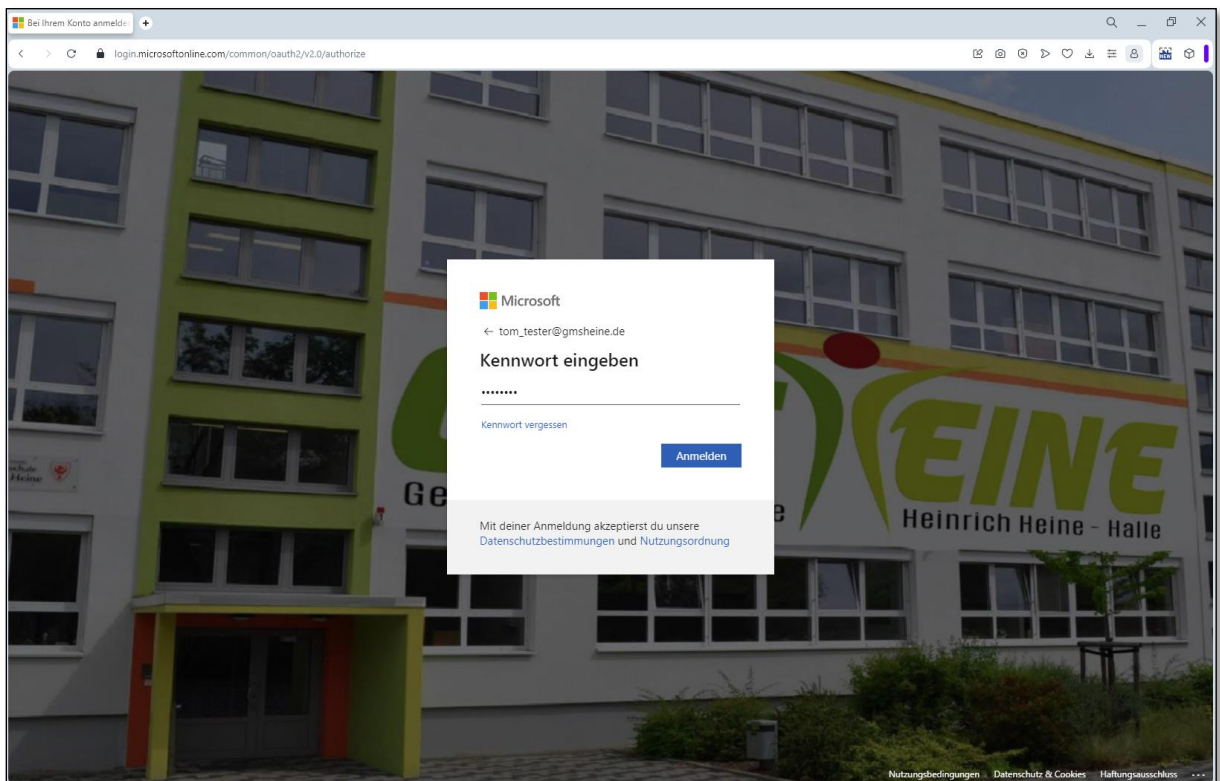 Bei Ihrem Konto anmelde
login.microsoftonline.com/common/oauth2/v2.0/authorize
NEW
Microsoft
← tom_tester@gmsheine.de
Kennwort eingeben
••••••••
Kennwort vergessen
Anmelden
Mit deiner Anmeldung akzeptierst du unsere
Datenschutzbestimmungen und Nutzungsordnung
EINE
Ge
e
Heinrich Heine - Halle
schule
Heine
Nutzungsbedingungen Datenschutz & Cookies Haftungsausschluss ...